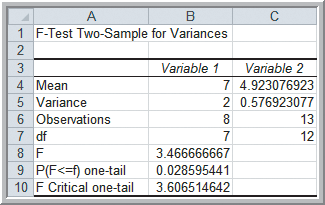 A B C
1 F-Test Two-Sample for Variances
2
3 Variable 1 Variable 2
4 Mean 7 4.923076923
5 Variance 2 0.576923077
6 Observations 8 13
7 df 7 12
8 F 3.466666667
9 P(F<=f) one-tail 0.028595441
10 F Critical one-tail 3.606514642